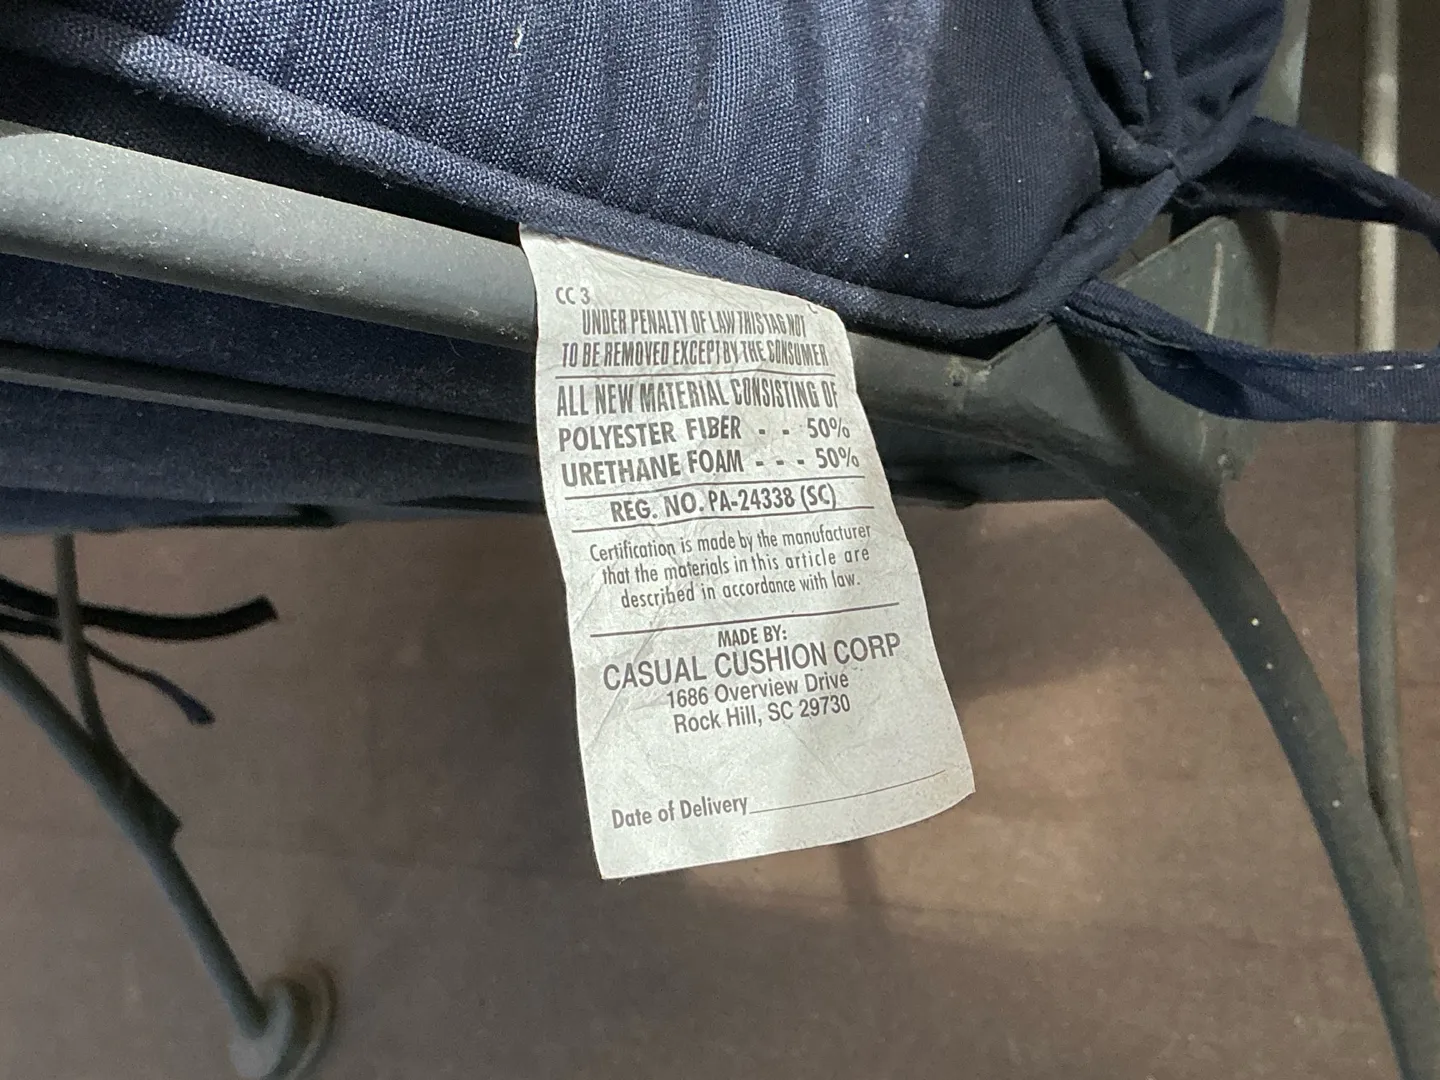 CC 3
UNDER PENALTY OF LAW THIS TAG NOT
TO BE REMOVED EXCEPT BY THE CONSUMER
ALL NEW MATERIAL CONSISTING OF
POLYESTER FIBER - - 50%
URETHANE FOAM - - - 50%
REG. NO. PA-24338 (SC)
Certification is made by the manufacturer
that the materials in this article are
described in accordance with law.
MADE BY:
CASUAL CUSHION CORP
1686 Overview Drive
Rock Hill, SC 29730
Date of Delivery